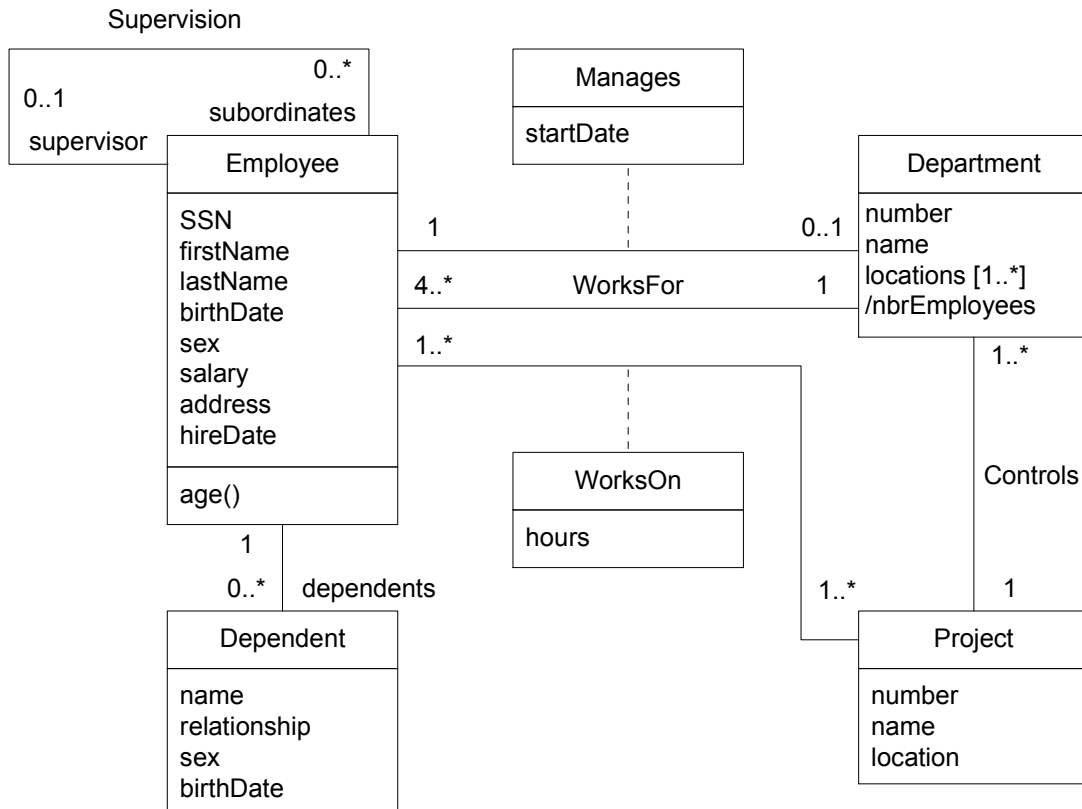 Supervision
0..1
0..*
supervisor
subordinates
Employee
SSN
firstName
lastName
birthDate
sex
salary
address
hireDate
age()
Manages
startDate
1
0..1
4..*
WorksFor
1
1..*
Department
number
name
locations [1..*]
/nbrEmployees
1..*
Controls
1
WorksOn
hours
1..*
1
0..*
dependents
Dependent
name
relationship
sex
birthDate
Project
number
name
location